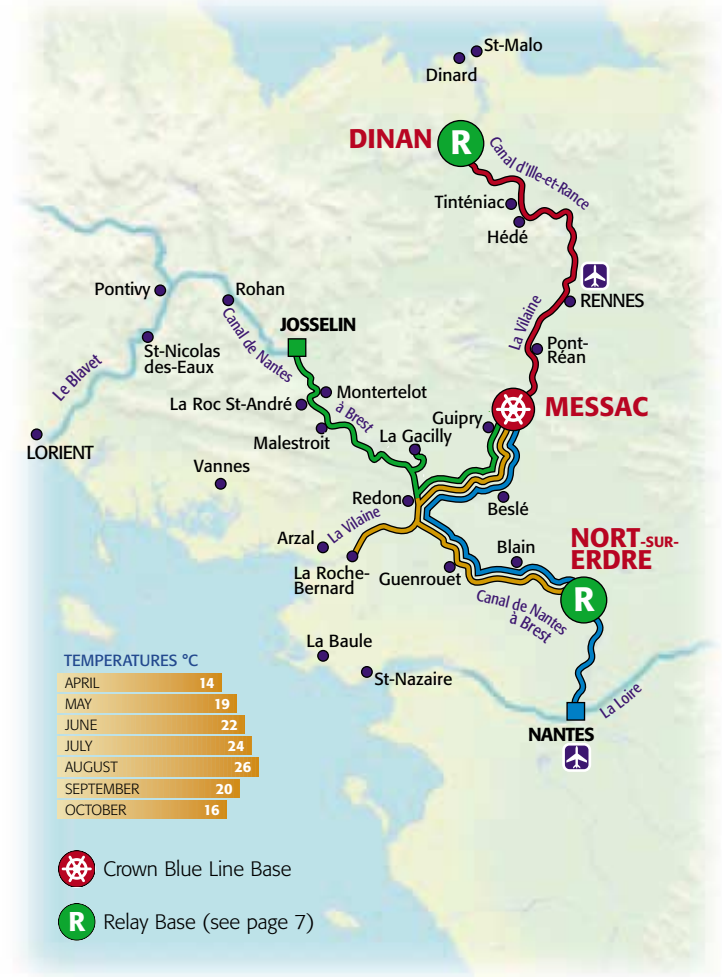 St-Malo
Dinard
DINAN
R
Canal d'Ille-et-Rance
Tinténiac
Hédé
Pontivy
Rohan
RENNES
JOSSELIN
Canal de Nantes
La Vilaine
St-Nicolas
des-Eaux
Pont-
Réan
Le Blavet
Montertelot
La Roc St-André
à Brest
MESSAC
Guipry
Malestroit
La Gacilly
LORIENT
Vannes
Redon
Beslé
La Vilaine
Arzal
NORT-SUR-
ERDRE
Blain
La Roche-
Bernard
Guenrouet
R
Canal de Nantes
à Brest
La Baule
St-Nazaire
La Loire
NANTES
TEMPERATURES °C
APRIL 14
MAY 19
JUNE 22
JULY 24
AUGUST 26
SEPTEMBER 20
OCTOBER 16
Crown Blue Line Base
R Relay Base (see page 7)